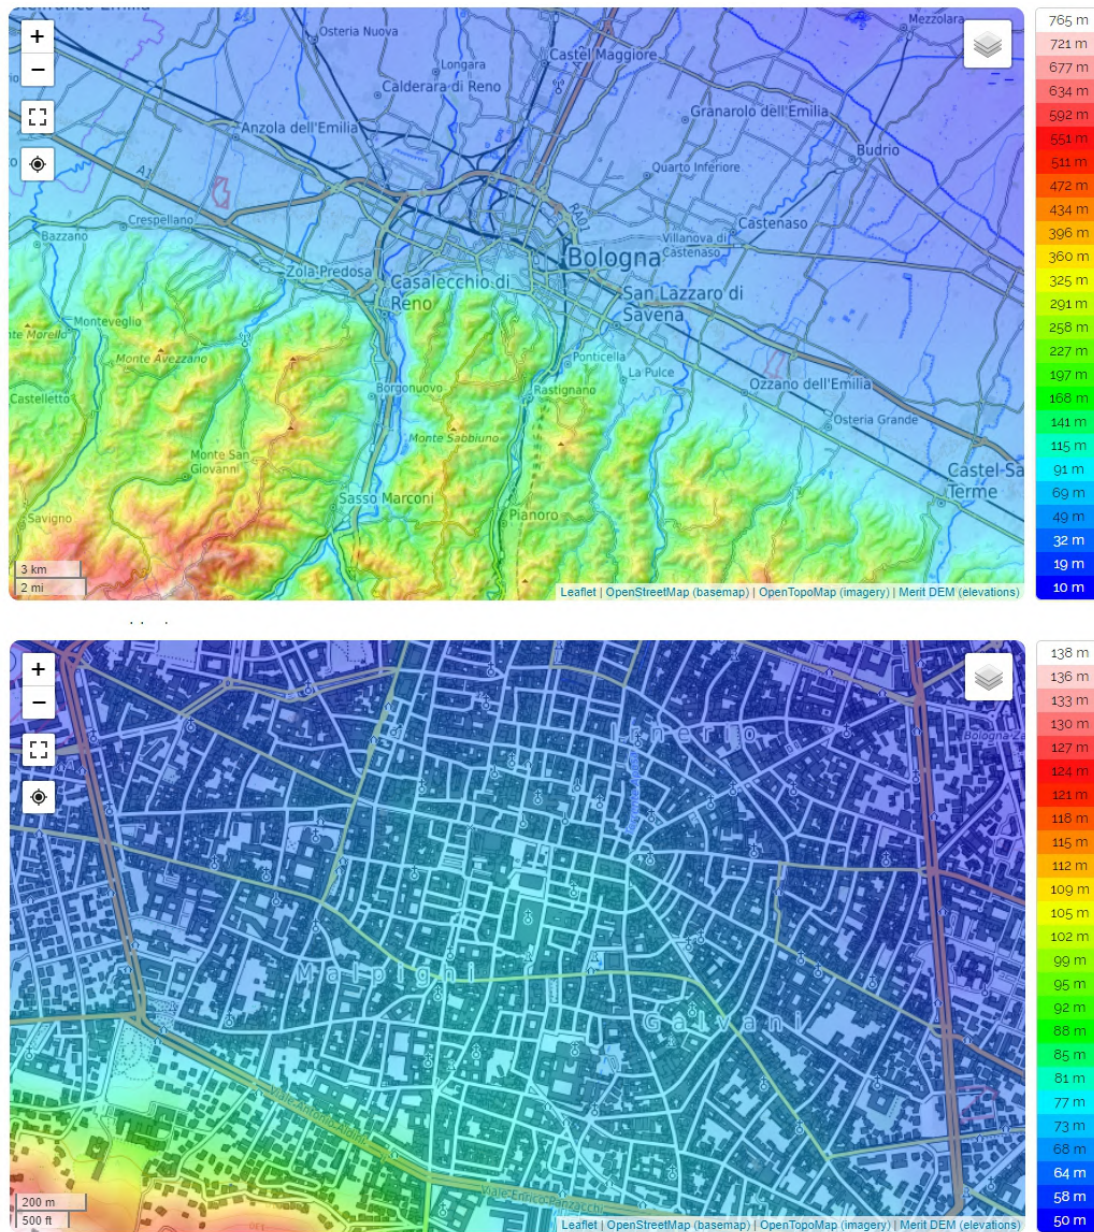 Mezzolara
+
Osteria Nuova
Castel Maggiore
−
Longara
Calderara di Reno
Granarolo dell'Emilia
Anzola dell'Emilia
Budrio
Quarto Inferiore
A1
Crespellano
RA01
Castenaso
Bazzano
Villanova di
Castenaso
Bologna
Zola Predosa
Casalecchio di
Reno
San Lazzaro di
Savena
Monteveglio
Monte Avezzano
Ponticella
La Pulce
Ozzano dell'Emilia
Castelletto
Borgonuovo
Rastignano
Osteria Grande
Monte Sabbiuno
Monte San
Giovanni
Castel Sa
Terme
Sasso Marconi
Savigno
Pianoro
3 km
2 mi
Leaflet | OpenStreetMap (basemap) | OpenTopoMap (imagery) | Merit DEM (elevations)
765 m
721 m
677 m
634 m
592 m
551 m
511 m
472 m
434 m
396 m
360 m
325 m
291 m
258 m
227 m
197 m
168 m
141 m
115 m
91 m
69 m
49 m
32 m
19 m
10 m
+
−
Irnerio
Bologna Za
Malpighi
Galvani
Viale Enrico Panzacchi
200 m
500 ft
Leaflet | OpenStreetMap (basemap) | OpenTopoMap (imagery) | Merit DEM (elevations)
138 m
136 m
133 m
130 m
127 m
124 m
121 m
118 m
115 m
112 m
109 m
105 m
102 m
99 m
95 m
92 m
88 m
85 m
81 m
77 m
73 m
68 m
64 m
58 m
50 m